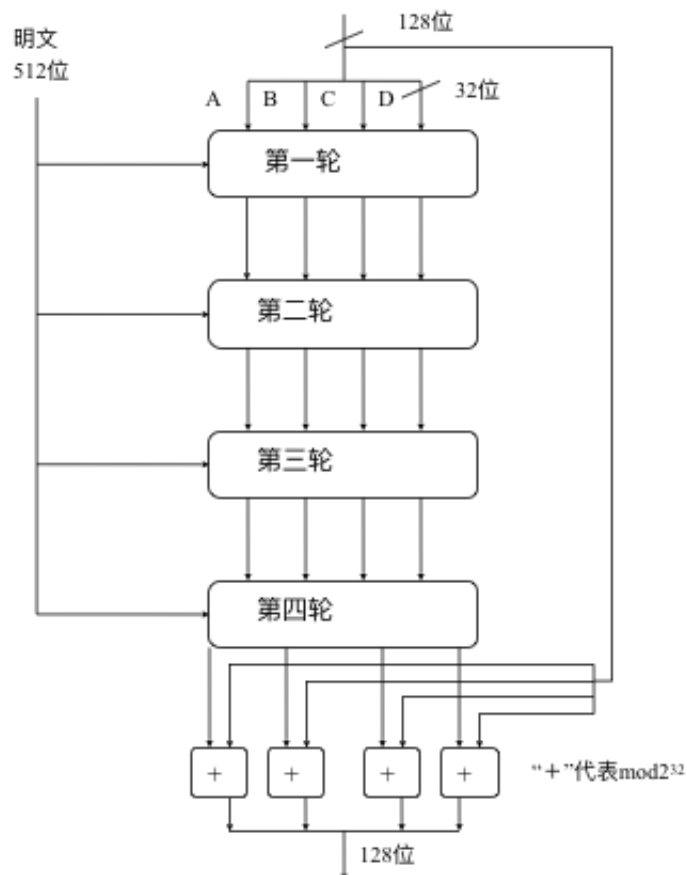 128位
明文
512位
A B C D 32位
第一轮
第二轮
第三轮
第四轮
+ + + + “+”代表mod2³²
128位